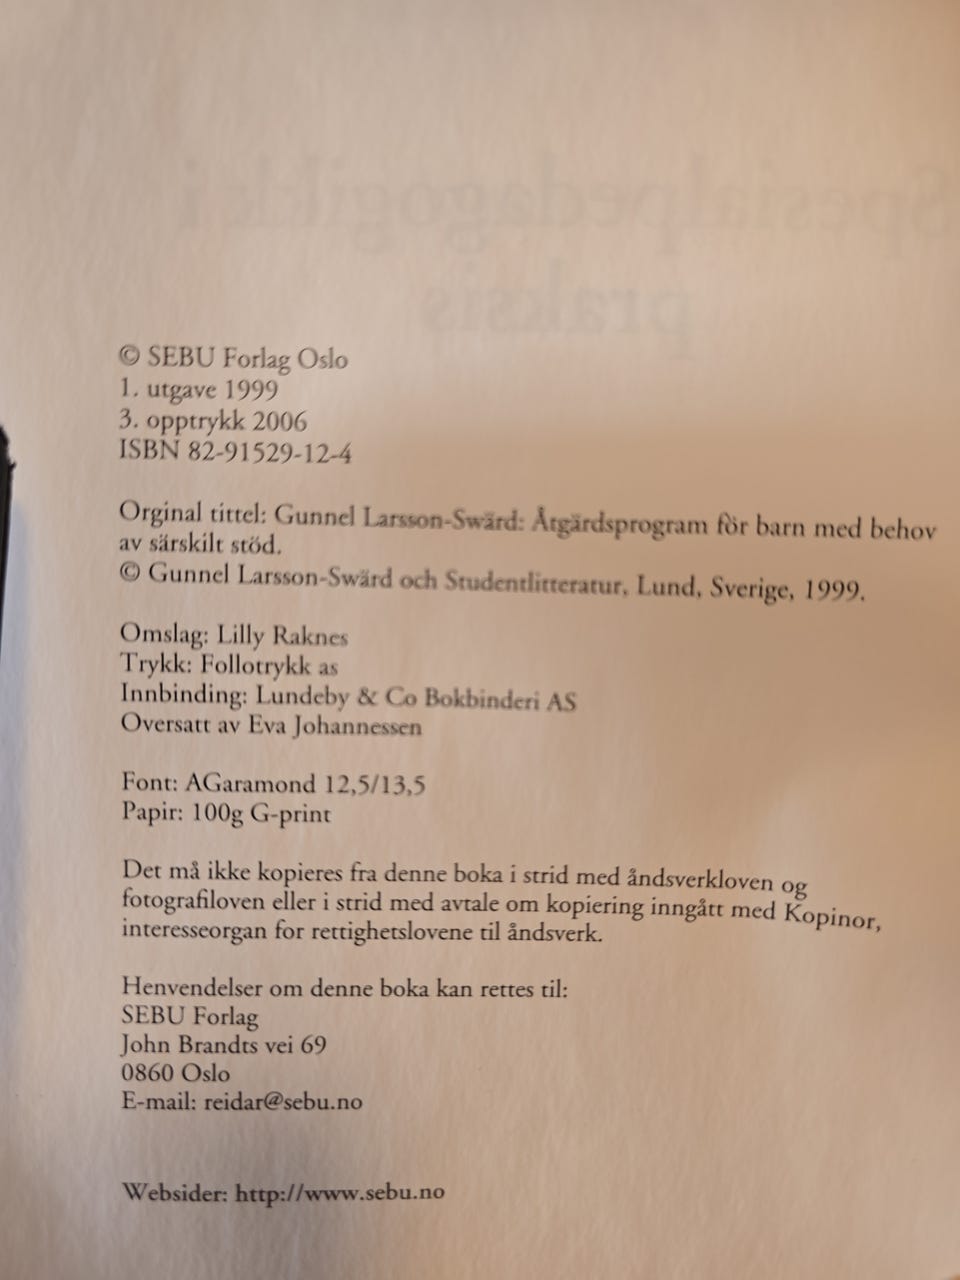 Spesialpedagogikk i
praksis
© SEBU Forlag Oslo
1. utgave 1999
3. opptrykk 2006
ISBN 82-91529-12-4
Orginal tittel: Gunnel Larsson-Swärd: Åtgärdsprogram för barn med behov
av särskilt stöd.
© Gunnel Larsson-Swärd och Studentlitteratur, Lund, Sverige, 1999.
Omslag: Lilly Raknes
Trykk: Follotrykk as
Innbinding: Lundeby & Co Bokbinderi AS
Oversatt av Eva Johannessen
Font: AGaramond 12,5/13,5
Papir: 100g G-print
Det må ikke kopieres fra denne boka i strid med åndsverkloven og
fotografiloven eller i strid med avtale om kopiering inngått med Kopinor,
interesseorgan for rettighetslovene til åndsverk.
Henvendelser om denne boka kan rettes til:
SEBU Forlag
John Brandts vei 69
0860 Oslo
E-mail: reidar@sebu.no
Websider: http://www.sebu.no